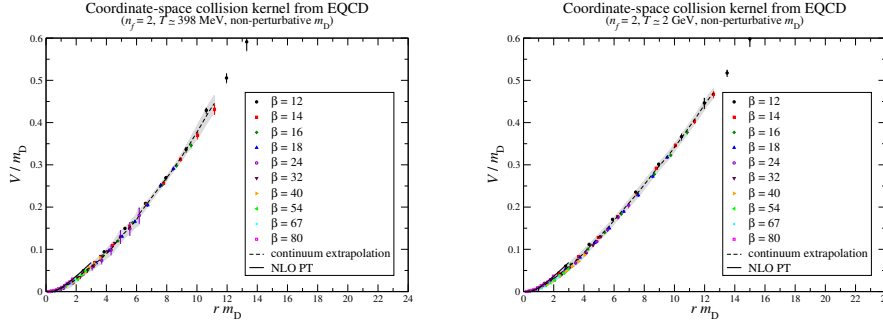 Coordinate-space collision kernel from EQCD
(n_f = 2, T ≃ 398 MeV, non-perturbative m_D)
0.6
0.5
0.4
0.3
0.2
0.1
0
V / m_D
β = 12
β = 14
β = 16
β = 18
β = 24
β = 32
β = 40
β = 54
β = 67
β = 80
continuum extrapolation
NLO PT
0 2 4 6 8 10 12 14 16 18 20 22 24
r m_D
Coordinate-space collision kernel from EQCD
(n_f = 2, T ≃ 2 GeV, non-perturbative m_D)
0.6
0.5
0.4
0.3
0.2
0.1
0
V / m_D
β = 12
β = 14
β = 16
β = 18
β = 24
β = 32
β = 40
β = 54
β = 67
β = 80
continuum extrapolation
NLO PT
0 2 4 6 8 10 12 14 16 18 20 22 24
r m_D